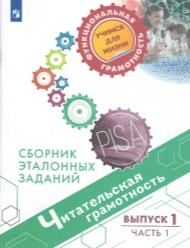 ФУНКЦИОНАЛЬНАЯ ГРАМОТНОСТЬ
УЧИМСЯ ДЛЯ ЖИЗНИ
PISA
СБОРНИК
ЭТАЛОННЫХ
ЗАДАНИЙ
Читательская грамотность
ВЫПУСК 1
ЧАСТЬ 1